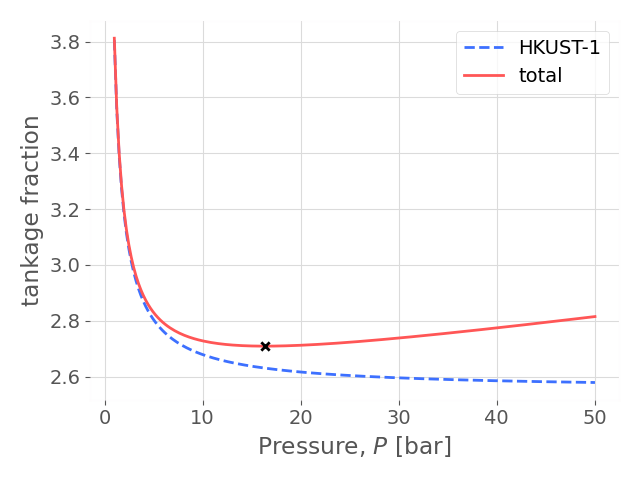 HKUST-1
total
3.8
3.6
3.4
3.2
3.0
2.8
2.6
tankage fraction
0 10 20 30 40 50
Pressure, P [bar]